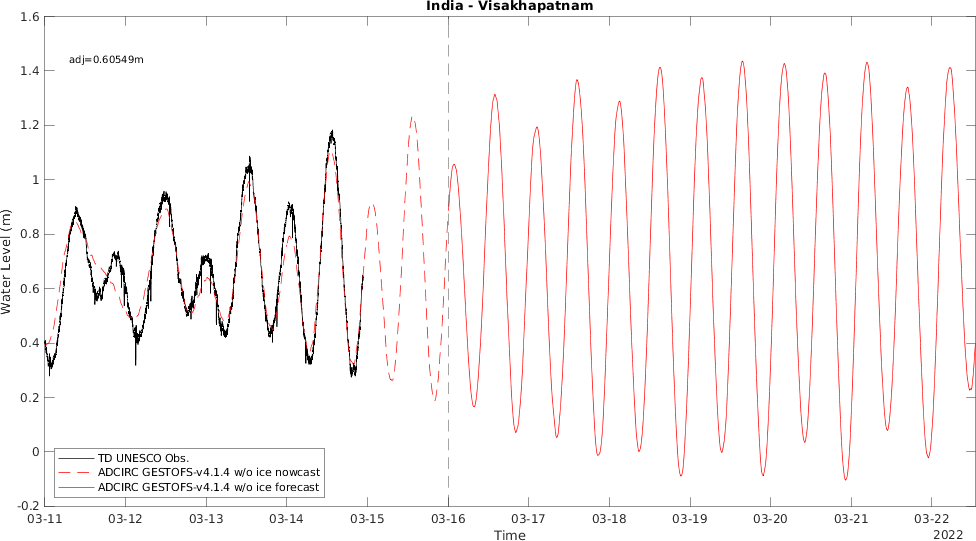 India - Visakhapatnam
adj=0.60549m
Water Level (m)
1.6
1.4
1.2
1
0.8
0.6
0.4
0.2
0
-0.2
TD UNESCO Obs.
ADCIRC GESTOFS-v4.1.4 w/o ice nowcast
ADCIRC GESTOFS-v4.1.4 w/o ice forecast
03-11 03-12 03-13 03-14 03-15 03-16 03-17 03-18 03-19 03-20 03-21 03-22
Time
2022